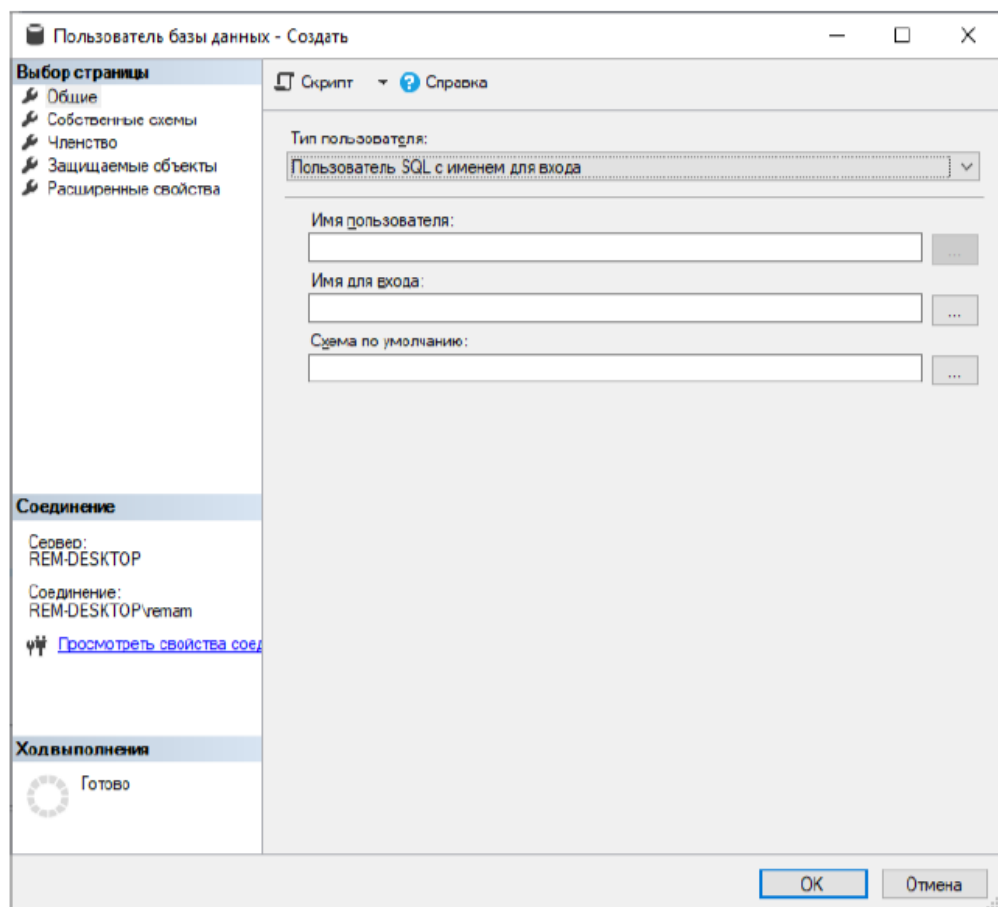 Пользователь базы данных - Создать
Выбор страницы
Общие
Собственные схемы
Членство
Защищаемые объекты
Расширенные свойства
Скрипт
Справка
Тип пользователя:
Пользователь SQL с именем для входа
Имя пользователя:
...
Имя для входа:
...
Схема по умолчанию:
...
Соединение
Сервер:
REM-DESKTOP
Соединение:
REM-DESKTOP\remam
Просмотреть свойства соед
Ход выполнения
Готово
OK
Отмена